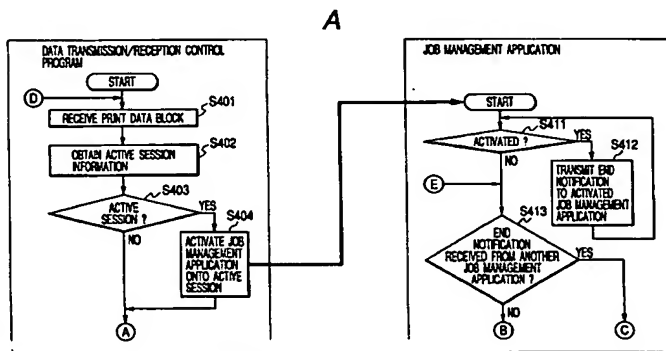 A
DATA TRANSMISSION/RECEPTION CONTROL
PROGRAM
START
D
S401
RECEIVE PRINT DATA BLOCK
S402
OBTAIN ACTIVE SESSION
INFORMATION
S403
ACTIVE
SESSION ?
YES
NO
S404
ACTIVATE JOB
MANAGEMENT
APPLICATION
ONTO ACTIVE
SESSION
A
JOB MANAGEMENT APPLICATION
START
S411
ACTIVATED ?
YES
NO
S412
TRANSMIT END
NOTIFICATION
TO ACTIVATED
JOB MANAGEMENT
APPLICATION
E
S413
END
NOTIFICATION
RECEIVED FROM ANOTHER
JOB MANAGEMENT
APPLICATION ?
YES
NO
B
C